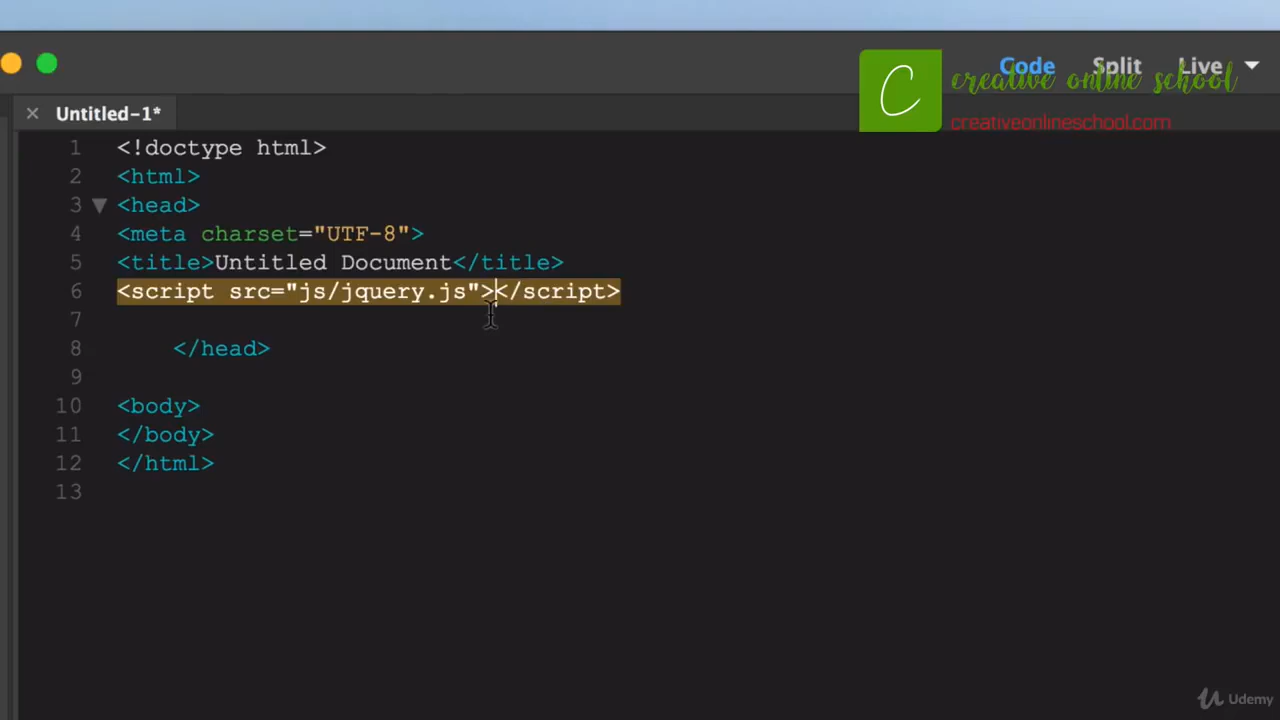 Code Split Live
C creative online school
creativeonlineschool.com
× Untitled-1*
1 <!doctype html>
2 <html>
3 ▼ <head>
4 <meta charset="UTF-8">
5 <title>Untitled Document</title>
6 <script src="js/jquery.js"></script>
7
8 </head>
9
10 <body>
11 </body>
12 </html>
13
Udemy